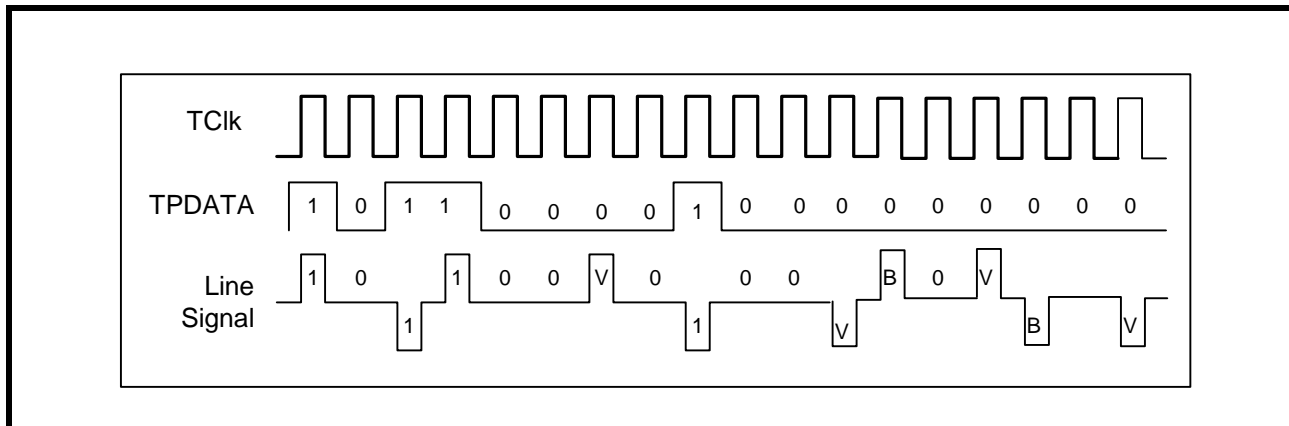 TClk
TPDATA 1 0 1 1 0 0 0 0 1 0 0 0 0 0 0 0 0 0
Line
Signal
1 0 1 1 0 0 V 0 1 0 0 V B 0 V B V